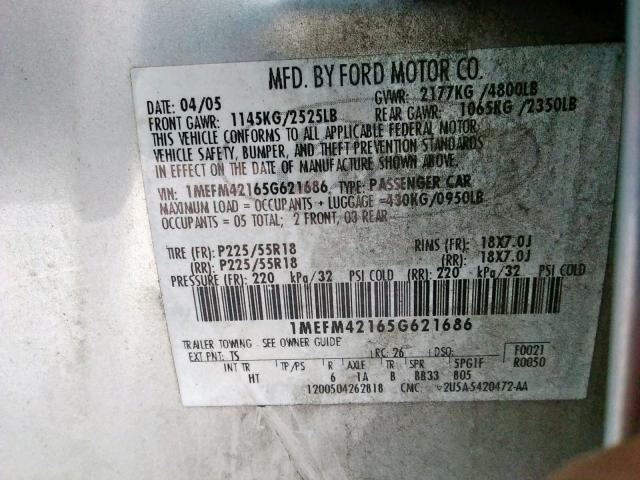 MFD. BY FORD MOTOR CO.
DATE: 04/05 GVWR: 2177KG /4800LB
FRONT GAWR: 1145KG/2525LB REAR GAWR: 1065KG /2350LB
THIS VEHICLE CONFORMS TO ALL APPLICABLE FEDERAL MOTOR
VEHICLE SAFETY, BUMPER, AND THEFT PREVENTION STANDARDS
IN EFFECT ON THE DATE OF MANUFACTURE SHOWN ABOVE.
VIN: 1MEFM42165G621686 TYPE: PASSENGER CAR
MAXIMUM LOAD = OCCUPANTS + LUGGAGE =430KG/0950LB
OCCUPANTS = 05 TOTAL; 2 FRONT, 03 REAR
TIRE (FR): P225/55R18 RIMS (FR): 18X7.0J
(RR): P225/55R18 (RR): 18X7.0J
PRESSURE (FR): 220 kPa/32 PSI COLD (RR): 220 kPa/32 PSI COLD
1MEFM42165G621686
TRAILER TOWING - SEE OWNER GUIDE
EXT PNT: TS RC: 26 DSO: F0021
INT TR TP/PS R AXLE TR SPR SPGIF R0050
HT 6 1A B BB33 805
1200504262818 CMC: v2U5A-5420472-AA